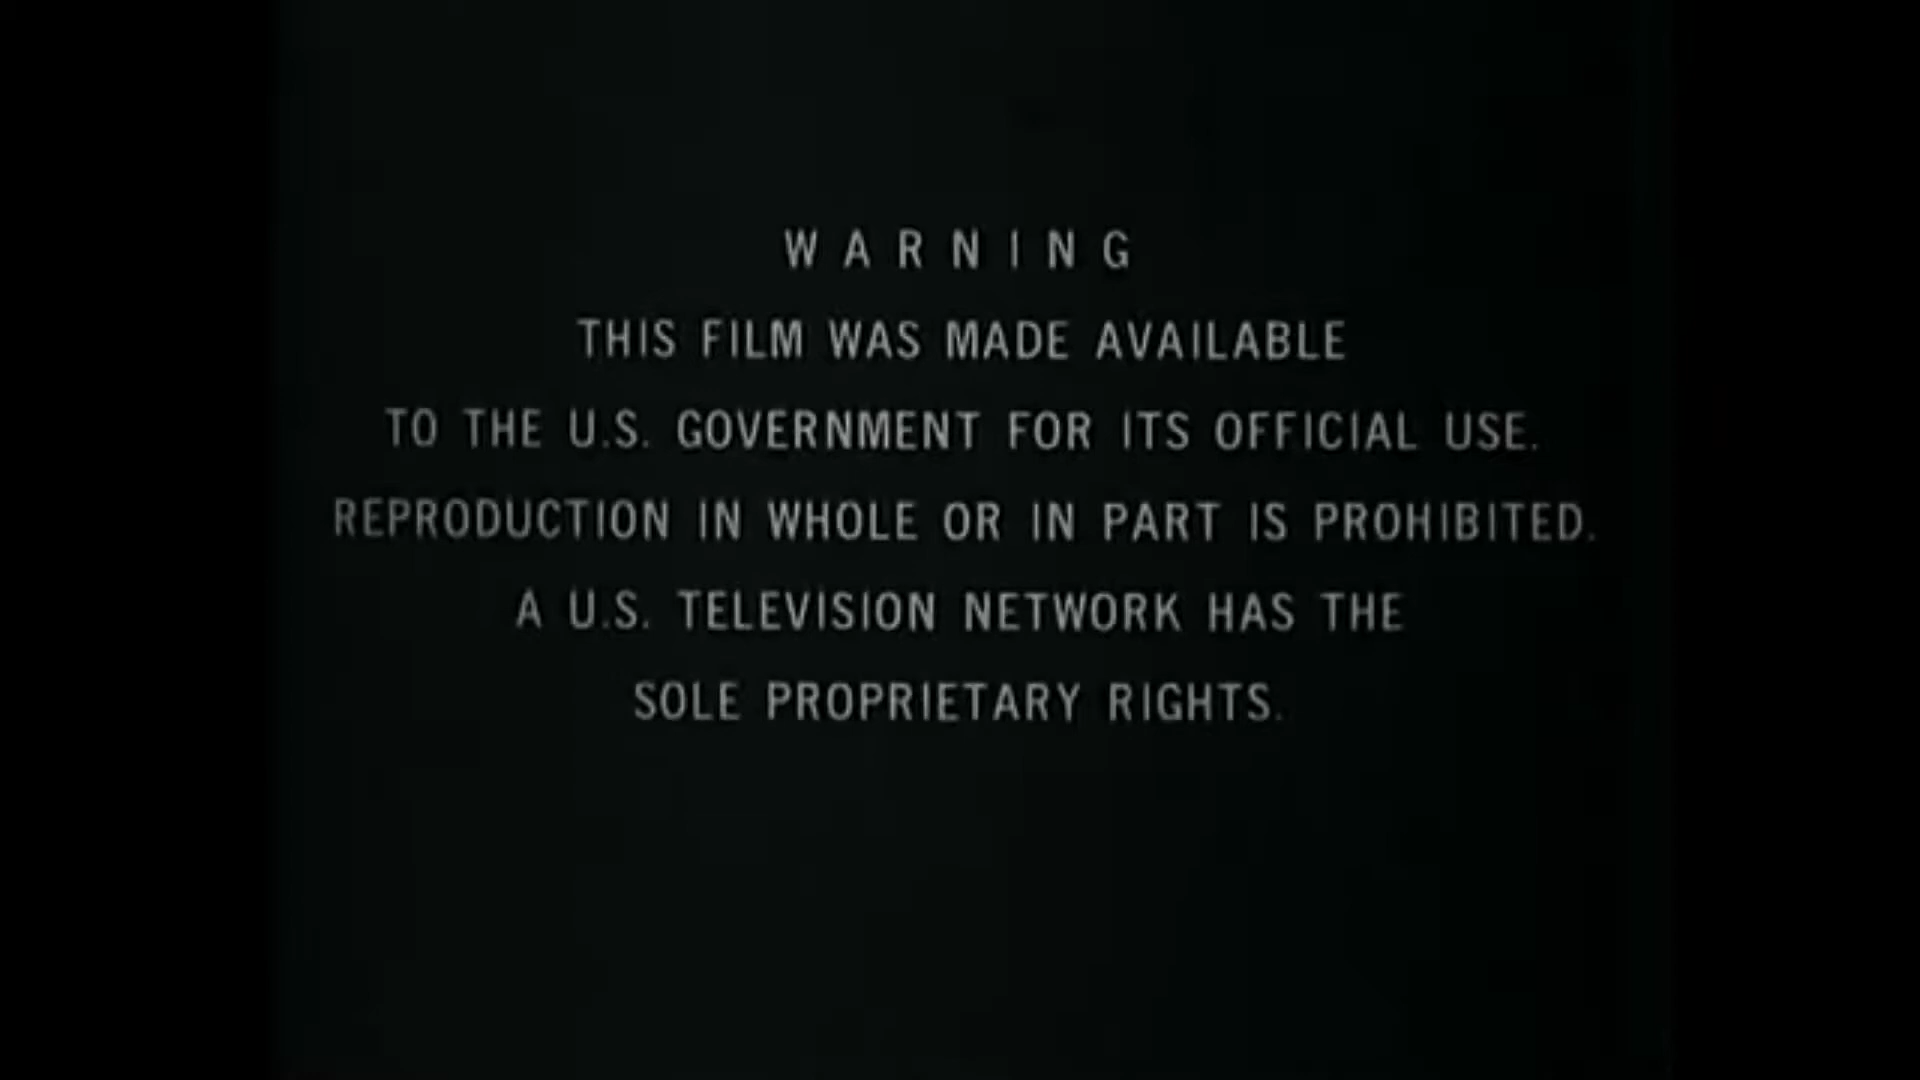 WARNING
THIS FILM WAS MADE AVAILABLE
TO THE U.S. GOVERNMENT FOR ITS OFFICIAL USE.
REPRODUCTION IN WHOLE OR IN PART IS PROHIBITED.
A U.S. TELEVISION NETWORK HAS THE
SOLE PROPRIETARY RIGHTS.